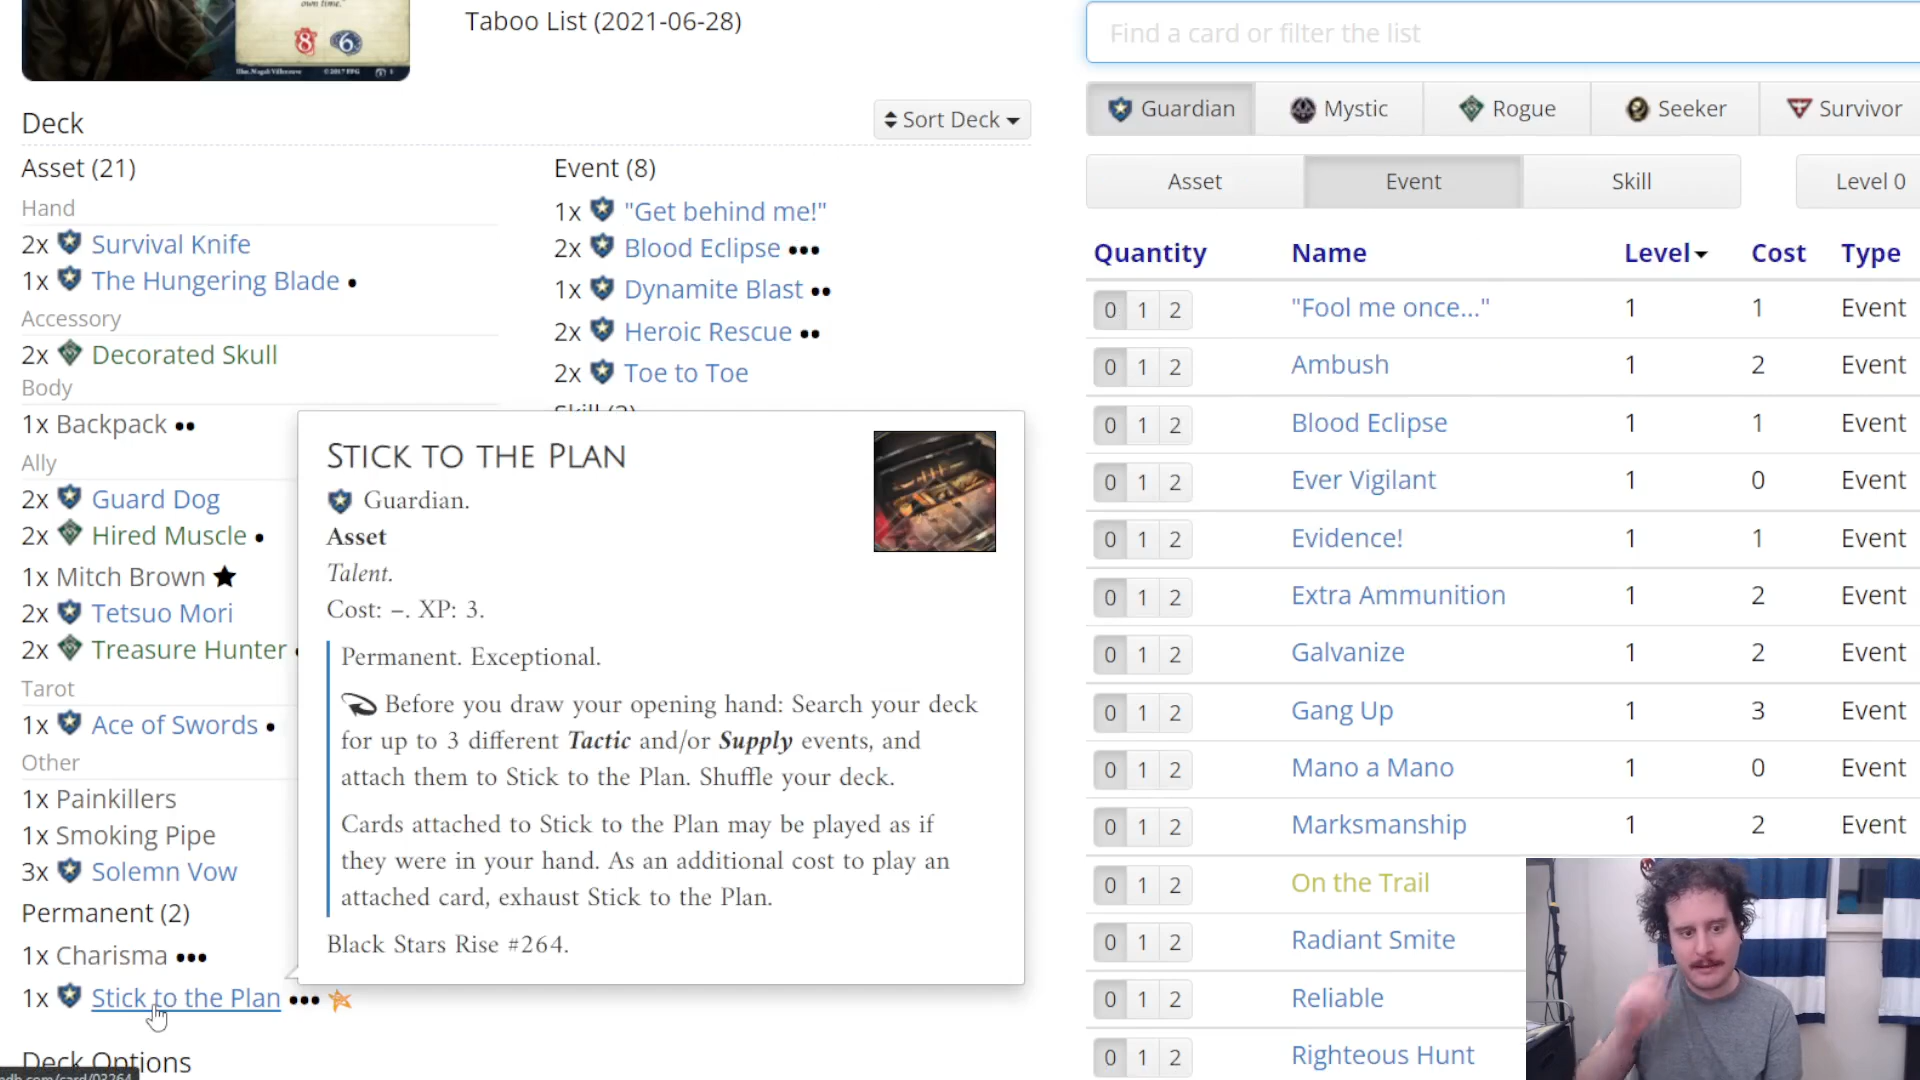 own time."
8 6
Taboo List (2021-06-28)
Deck
Sort Deck
Asset (21)
Hand
2x Survival Knife
1x The Hungering Blade •
Accessory
2x Decorated Skull
Body
1x Backpack ••
Ally
2x Guard Dog
2x Hired Muscle •
1x Mitch Brown ★
2x Tetsuo Mori
2x Treasure Hunter
Tarot
1x Ace of Swords •
Other
1x Painkillers
1x Smoking Pipe
3x Solemn Vow
Permanent (2)
1x Charisma •••
1x Stick to the Plan •••
Deck Options
Event (8)
1x "Get behind me!"
2x Blood Eclipse •••
1x Dynamite Blast ••
2x Heroic Rescue ••
2x Toe to Toe
Stick to the Plan
Guardian.
Asset
Talent.
Cost: –. XP: 3.
Permanent. Exceptional.
Before you draw your opening hand: Search your deck
for up to 3 different Tactic and/or Supply events, and
attach them to Stick to the Plan. Shuffle your deck.
Cards attached to Stick to the Plan may be played as if
they were in your hand. As an additional cost to play an
attached card, exhaust Stick to the Plan.
Black Stars Rise #264.
Find a card or filter the list
Guardian Mystic Rogue Seeker Survivor
Asset Event Skill Level 0
Quantity Name Level Cost Type
0 1 2 "Fool me once..." 1 1 Event
0 1 2 Ambush 1 2 Event
0 1 2 Blood Eclipse 1 1 Event
0 1 2 Ever Vigilant 1 0 Event
0 1 2 Evidence! 1 1 Event
0 1 2 Extra Ammunition 1 2 Event
0 1 2 Galvanize 1 2 Event
0 1 2 Gang Up 1 3 Event
0 1 2 Mano a Mano 1 0 Event
0 1 2 Marksmanship 1 2 Event
0 1 2 On the Trail
0 1 2 Radiant Smite
0 1 2 Reliable
0 1 2 Righteous Hunt